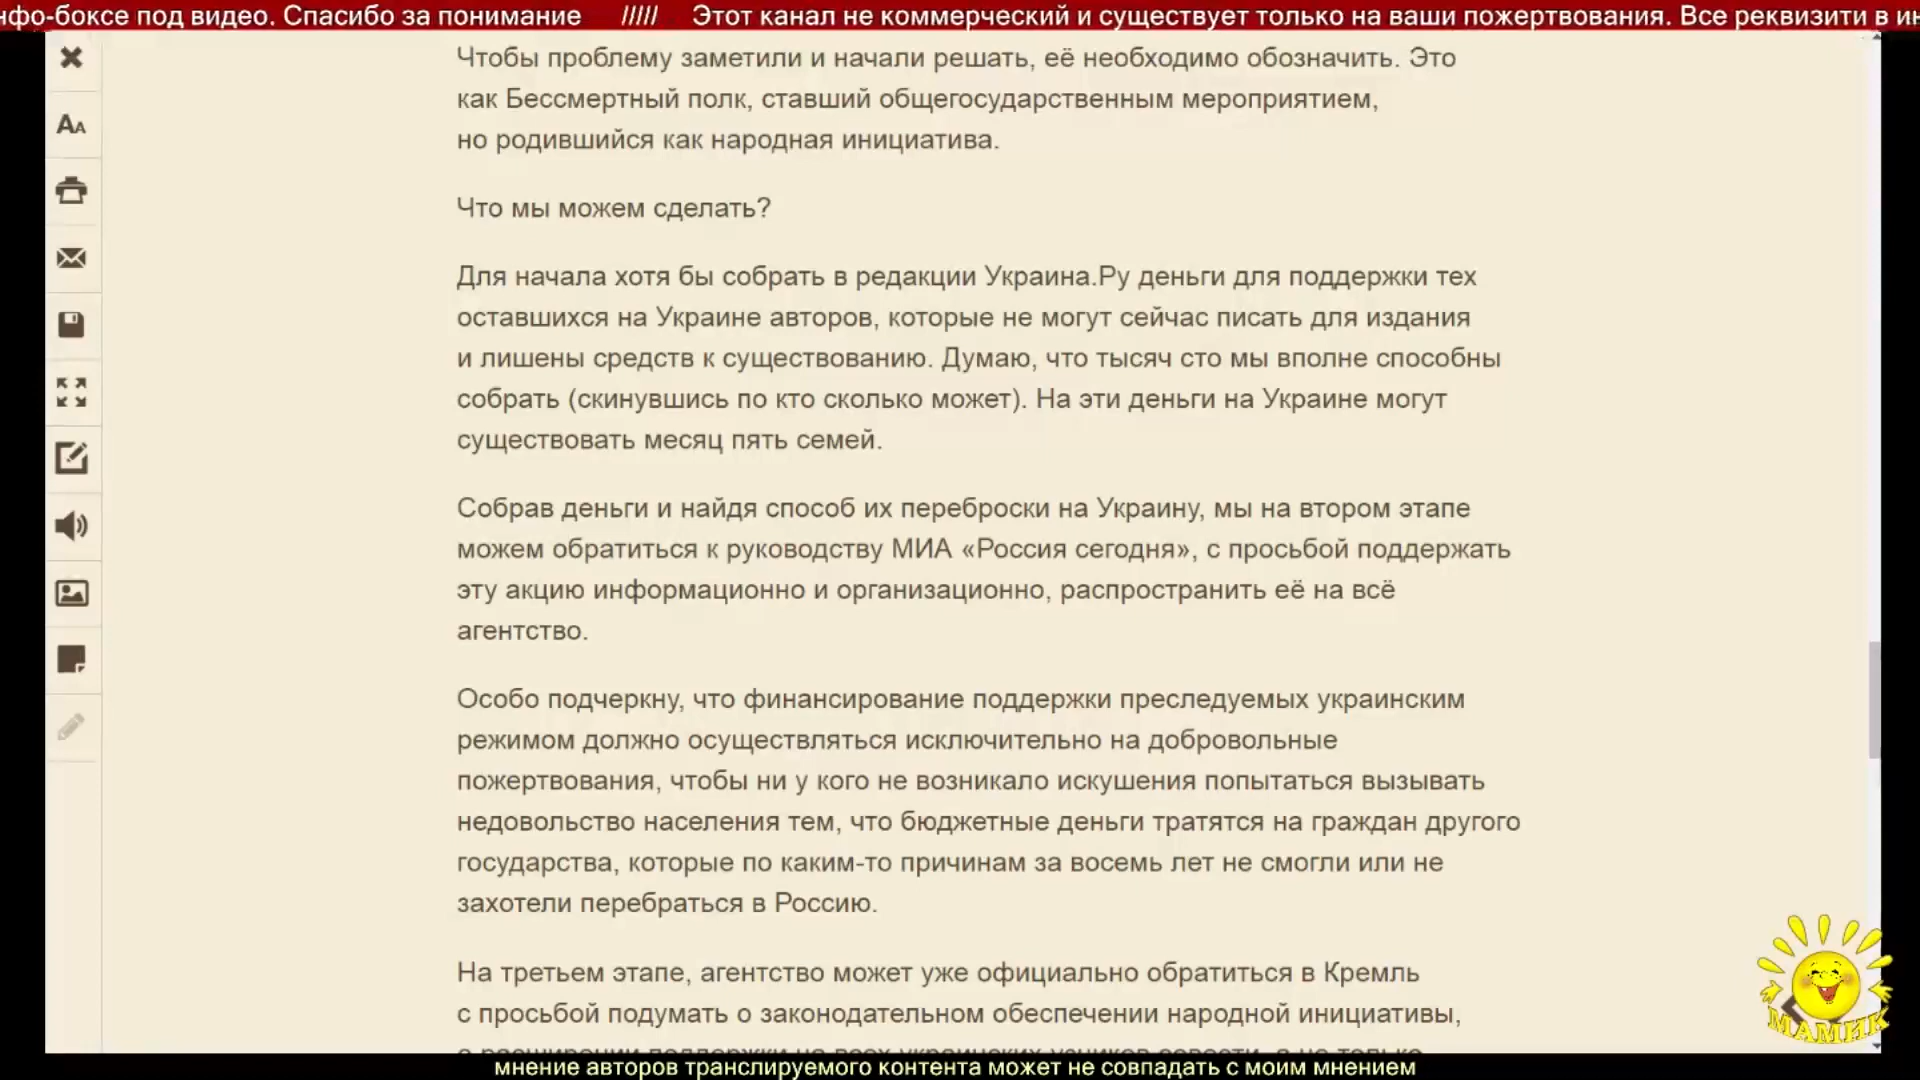 нфо-боксе под видео. Спасибо за понимание ///// Этот канал не коммерческий и существует только на ваши пожертвования. Все реквизити в ин
Чтобы проблему заметили и начали решать, её необходимо обозначить. Это
как Бессмертный полк, ставший общегосударственным мероприятием,
но родившийся как народная инициатива.
Что мы можем сделать?
Для начала хотя бы собрать в редакции Украина.Ру деньги для поддержки тех
оставшихся на Украине авторов, которые не могут сейчас писать для издания
и лишены средств к существованию. Думаю, что тысяч сто мы вполне способны
собрать (скинувшись по кто сколько может). На эти деньги на Украине могут
существовать месяц пять семей.
Собрав деньги и найдя способ их переброски на Украину, мы на втором этапе
можем обратиться к руководству МИА «Россия сегодня», с просьбой поддержать
эту акцию информационно и организационно, распространить её на всё
агентство.
Особо подчеркну, что финансирование поддержки преследуемых украинским
режимом должно осуществляться исключительно на добровольные
пожертвования, чтобы ни у кого не возникало искушения попытаться вызывать
недовольство населения тем, что бюджетные деньги тратятся на граждан другого
государства, которые по каким-то причинам за восемь лет не смогли или не
захотели перебраться в Россию.
На третьем этапе, агентство может уже официально обратиться в Кремль
с просьбой подумать о законодательном обеспечении народной инициативы,
о расширении поддержки на всех украинских узников совести, а не только
МАМИК
мнение авторов транслируемого контента может не совпадать с моим мнением